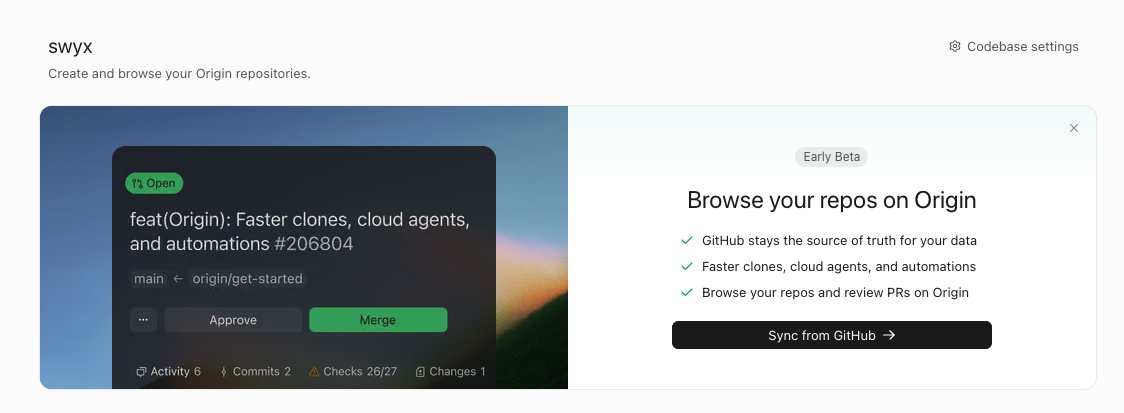 swyx
Codebase settings
Create and browse your Origin repositories.
Open
feat(Origin): Faster clones, cloud agents,
and automations #206804
main ← origin/get-started
... Approve Merge
Activity 6 Commits 2 Checks 26/27 Changes 1
Early Beta
Browse your repos on Origin
GitHub stays the source of truth for your data
Faster clones, cloud agents, and automations
Browse your repos and review PRs on Origin
Sync from GitHub →